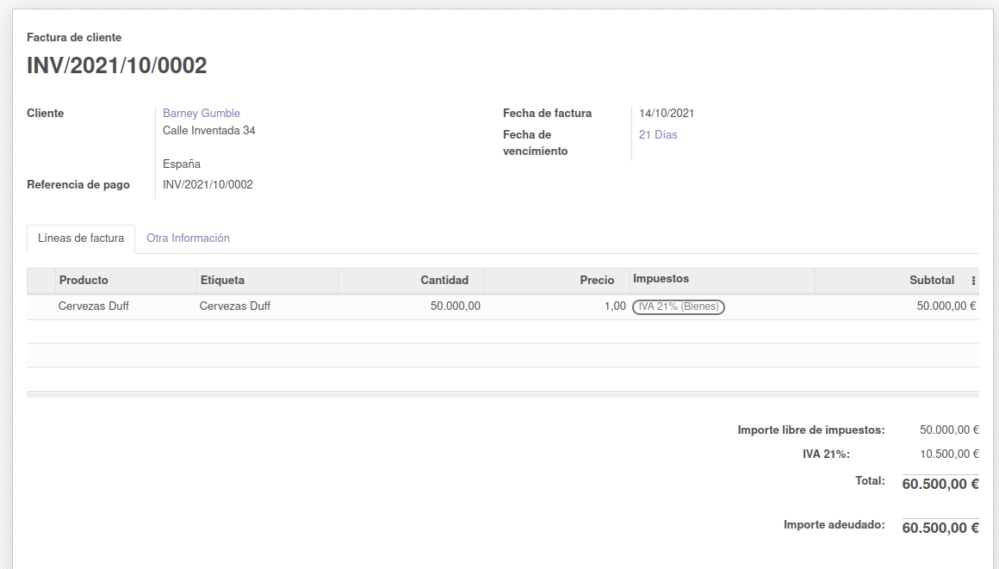 Factura de cliente
INV/2021/10/0002
Cliente
Barney Gumble
Calle Inventada 34
España
Referencia de pago
INV/2021/10/0002
Fecha de factura
14/10/2021
Fecha de
vencimiento
21 Días
Líneas de factura Otra Información
Producto Etiqueta Cantidad Precio Impuestos Subtotal
Cervezas Duff Cervezas Duff 50.000,00 1,00 IVA 21% (Bienes) 50.000,00 €
Importe libre de impuestos: 50.000,00 €
IVA 21%: 10.500,00 €
Total: 60.500,00 €
Importe adeudado: 60.500,00 €